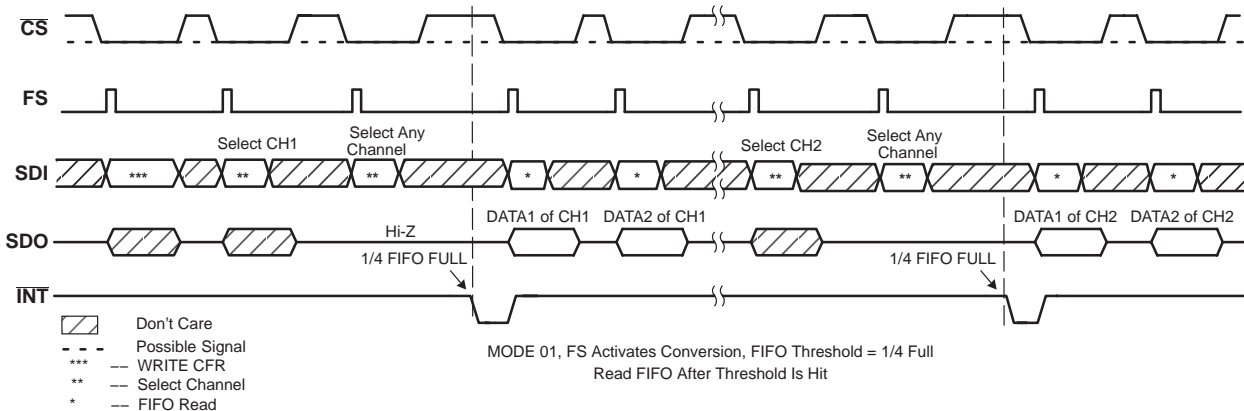 CS
FS
Select CH1
Select Any
Channel
Select CH2
Select Any
Channel
SDI
***
**
**
*
*
**
**
*
*
DATA1 of CH1
DATA2 of CH1
DATA1 of CH2
DATA2 of CH2
SDO
Hi-Z
1/4 FIFO FULL
1/4 FIFO FULL
INT
Don't Care
Possible Signal
*** –– WRITE CFR
** –– Select Channel
* –– FIFO Read
MODE 01, FS Activates Conversion, FIFO Threshold = 1/4 Full
Read FIFO After Threshold Is Hit